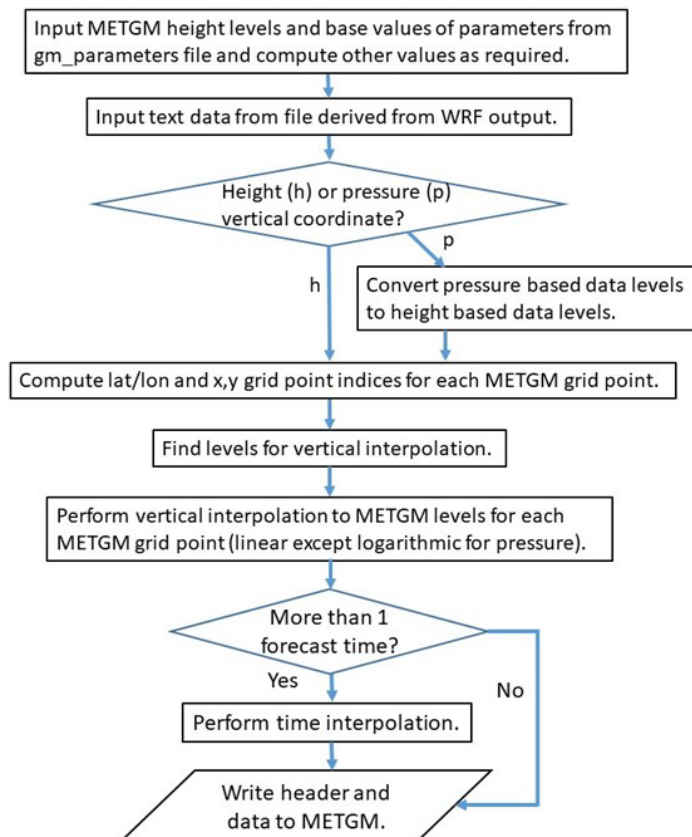 Input METGM height levels and base values of parameters from
gm_parameters file and compute other values as required.
Input text data from file derived from WRF output.
Height (h) or pressure (p)
vertical coordinate?
p
h
Convert pressure based data levels
to height based data levels.
Compute lat/lon and x,y grid point indices for each METGM grid point.
Find levels for vertical interpolation.
Perform vertical interpolation to METGM levels for each
METGM grid point (linear except logarithmic for pressure).
More than 1
forecast time?
Yes
No
Perform time interpolation.
Write header and
data to METGM.